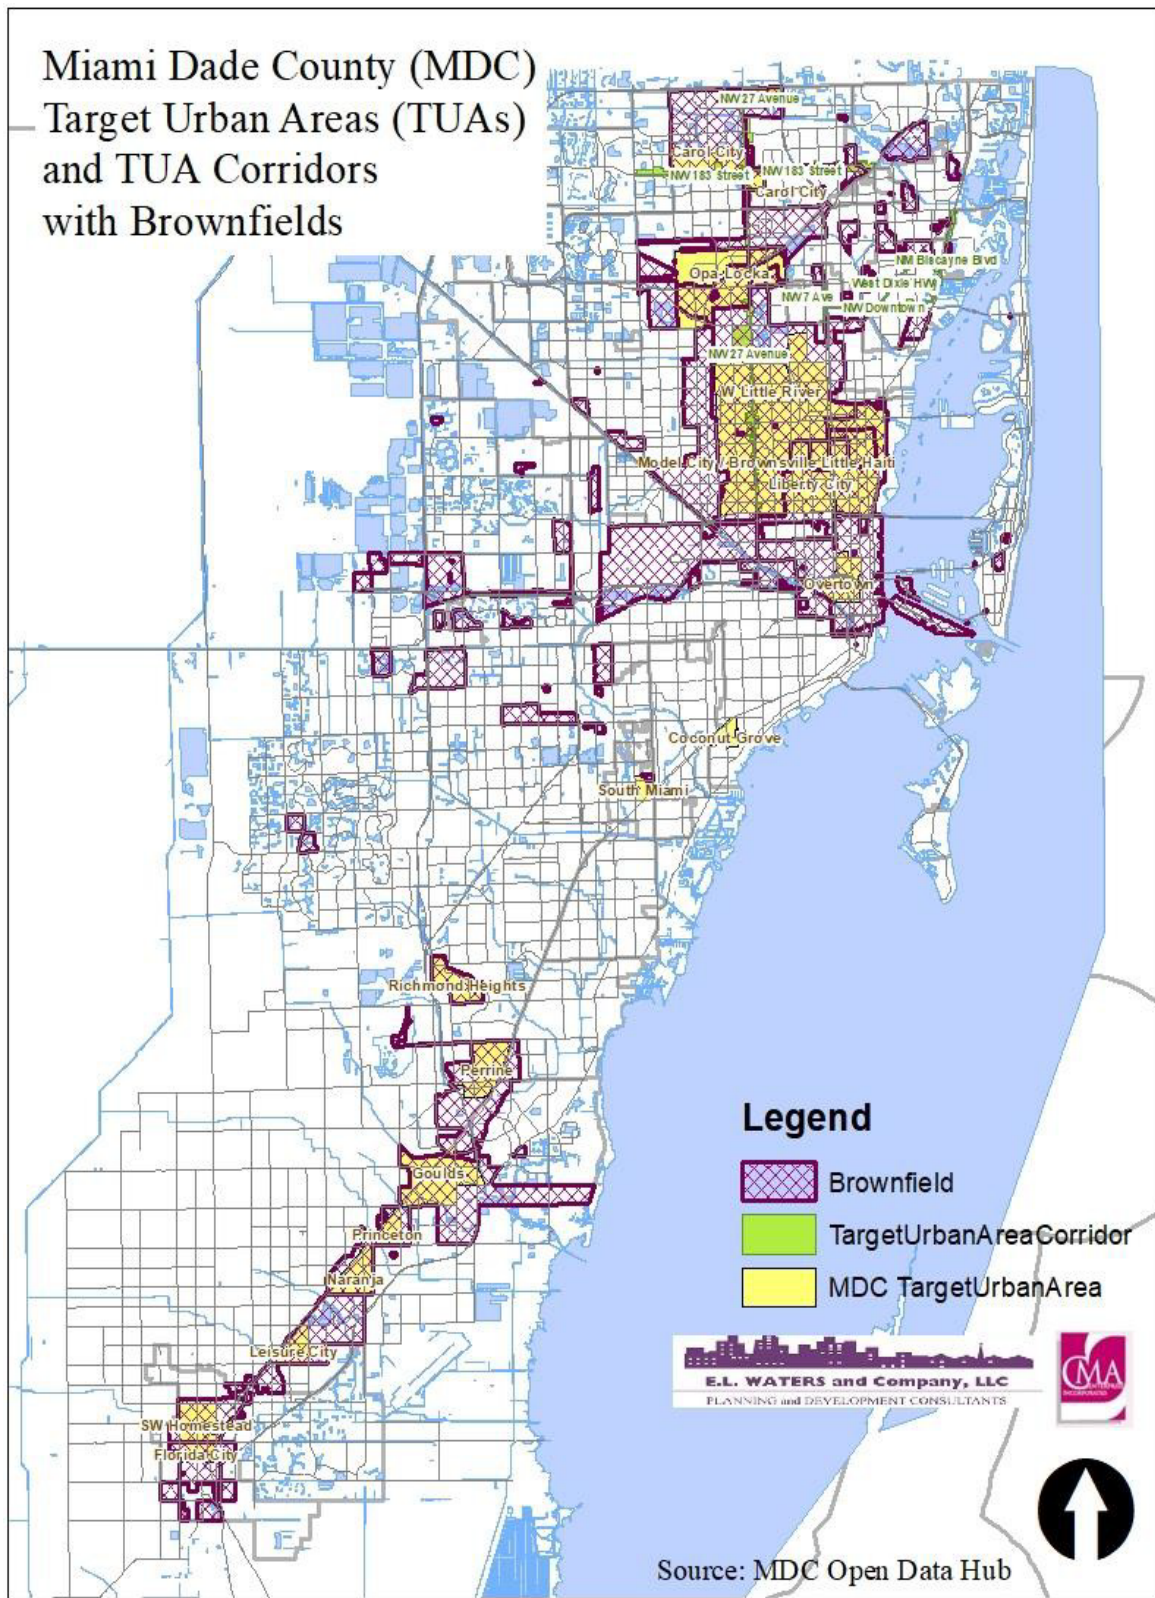 Miami Dade County (MDC)
Target Urban Areas (TUAs)
and TUA Corridors
with Brownfields
NW 27 Avenue
Carol City
NW 183 Street
NW 183 Street
Carol City
NM Biscayne Blvd
Opa-Locka
West Dixie HWY
NW 7 Ave
NW Downtown
NW 27 Avenue
W Little River
Model City / Brownsville Little Haiti
Liberty City
Overtown
Coconut Grove
South Miami
Richmond Heights
Perrine
Goulds
Princeton
Naranja
Leisure City
SW Homestead
Florida City
Legend
Brownfield
TargetUrbanAreaCorridor
MDC TargetUrbanArea
E.L. WATERS and Company, LLC
PLANNING and DEVELOPMENT CONSULTANTS
CMA
ENTERPRISE
INCORPORATED
Source: MDC Open Data Hub